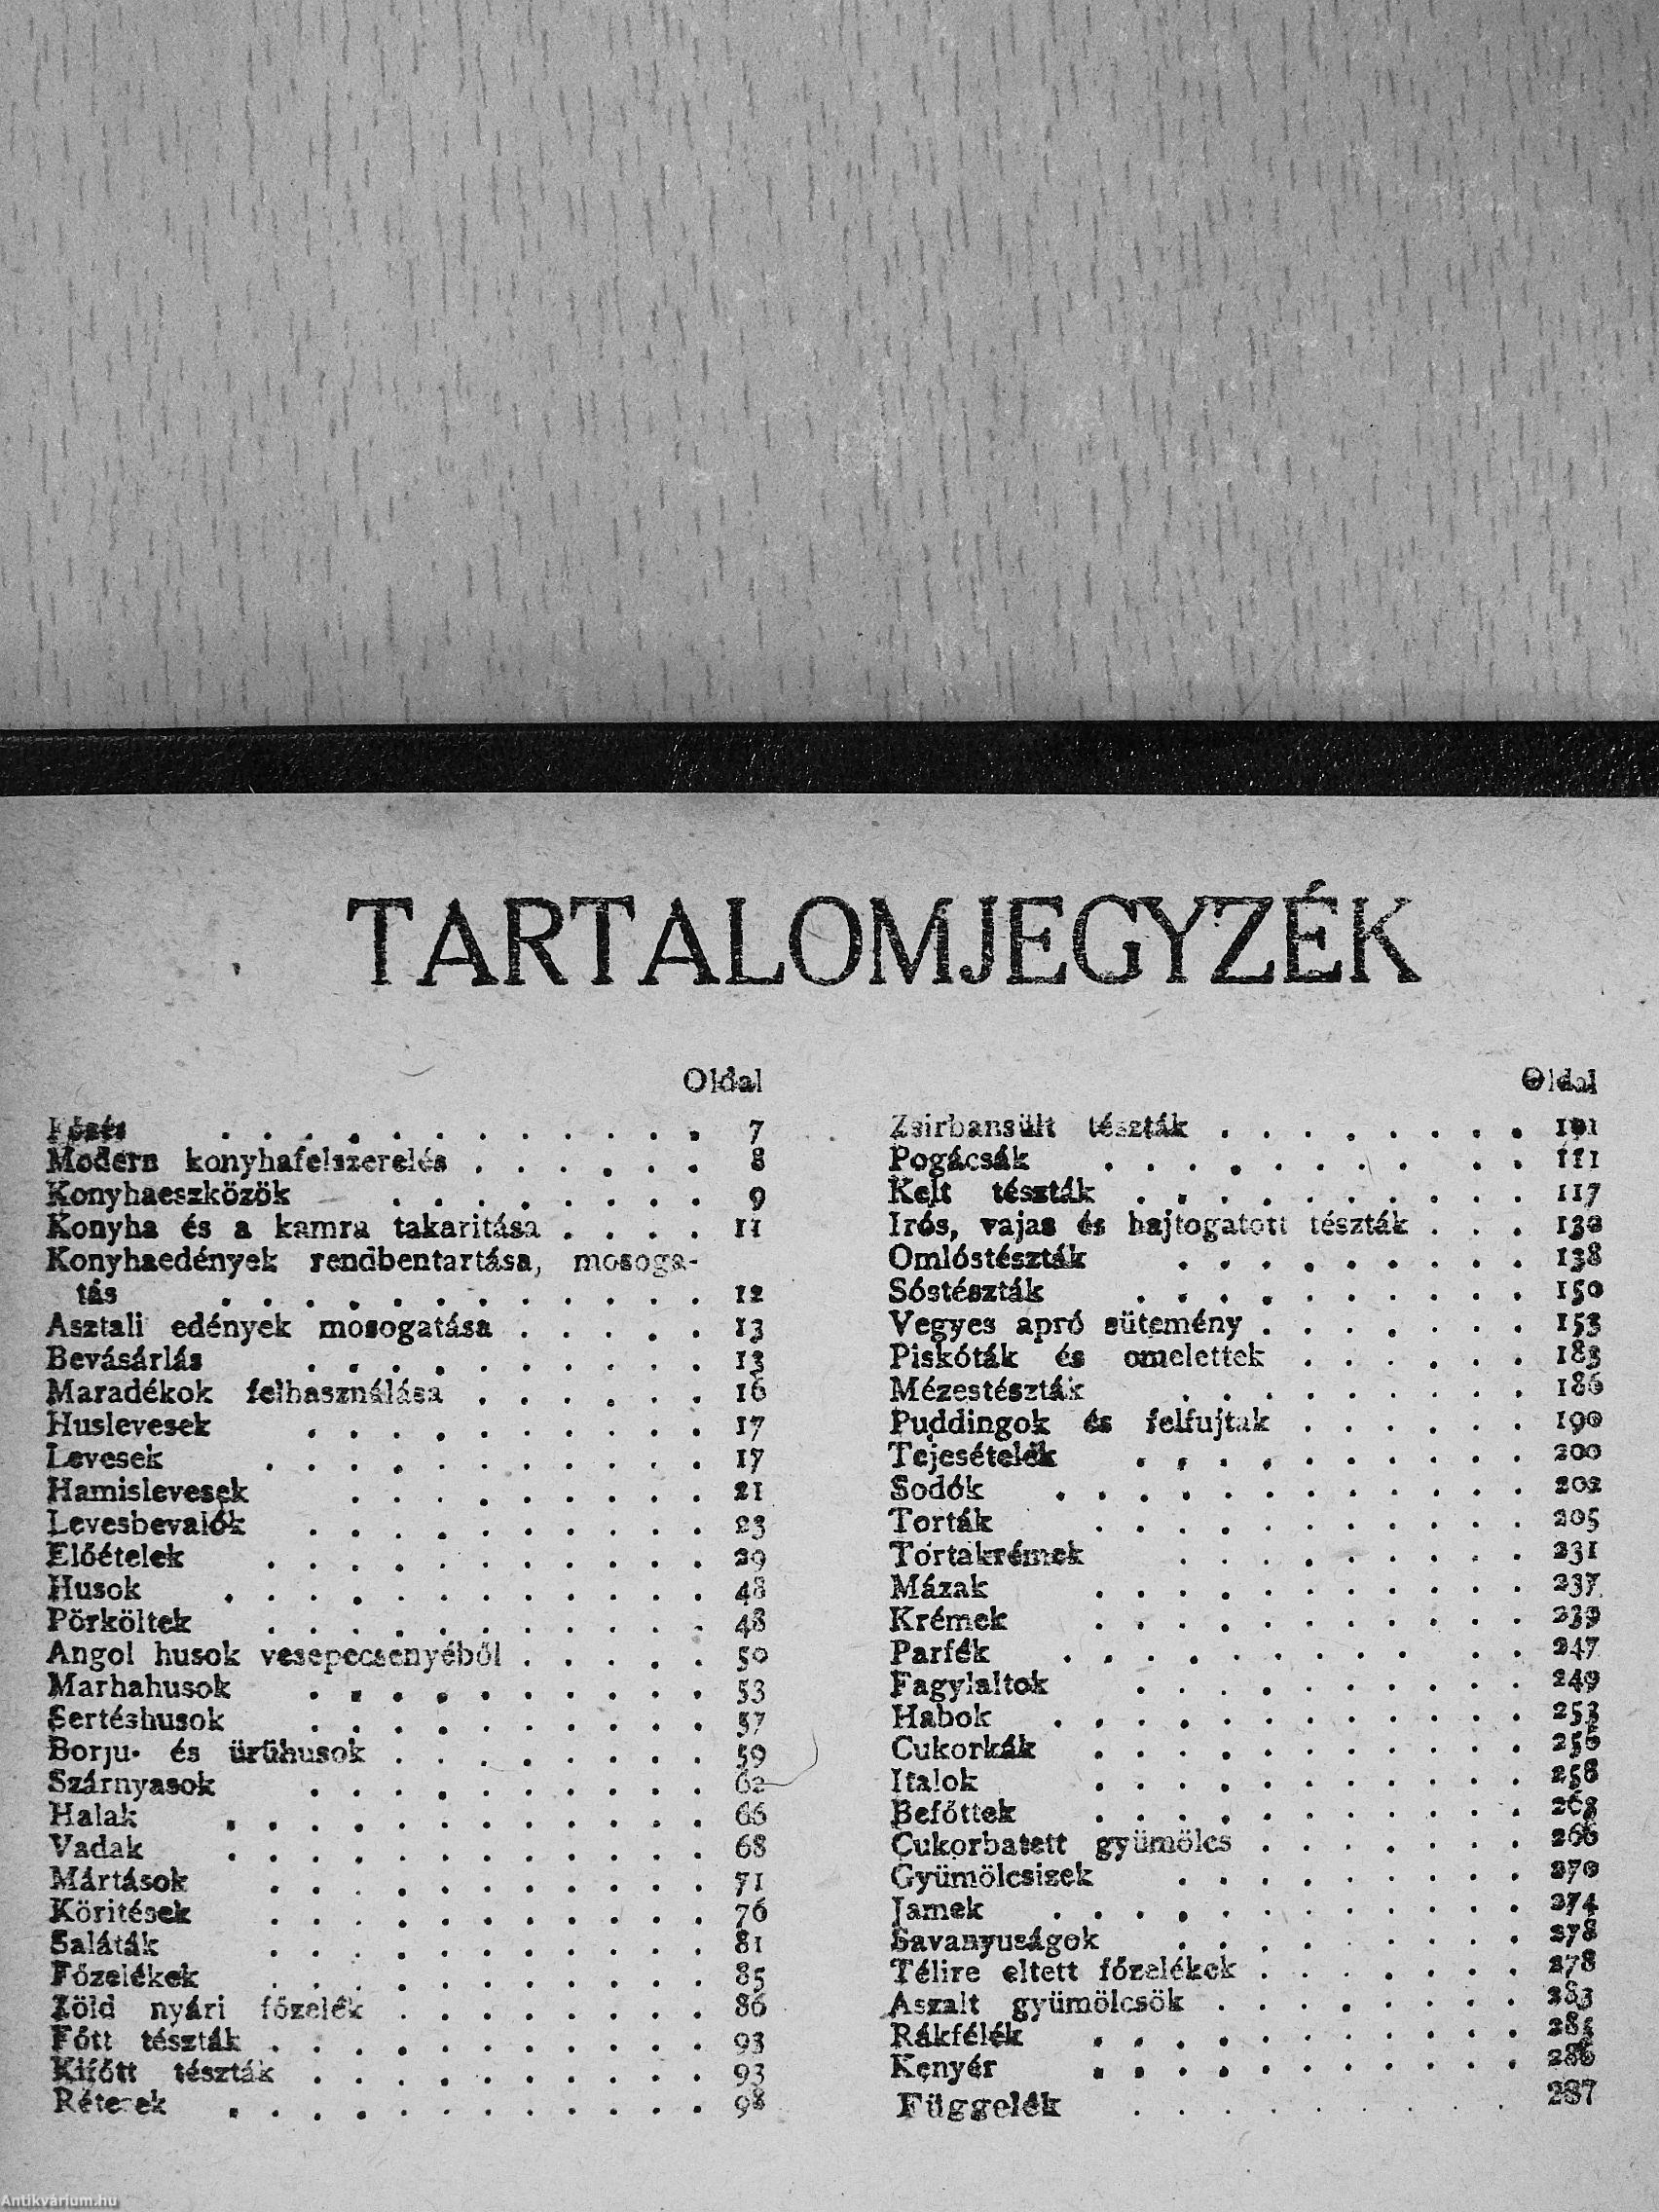 TARTALOMJEGYZÉK
Oldal
Főzés . . . . . . . . . . . . 7
Modern konyhafelszerelés . . . . . . 8
Konyhaeszközök . . . . . . . . 9
Konyha és a kamra takaritása . . . . 11
Konyhaedények rendbentartása, mosoga-
tás . . . . . . . . . . . . 12
Asztali edények mosogatása . . . . . 13
Bevásárlás . . . . . . . . . . 13
Maradékok felhasználása . . . . . . 16
Huslevesek . . . . . . . . . . 17
Levesek . . . . . . . . . . . 17
Hamislevesek . . . . . . . . . 21
Levesbevalók . . . . . . . . . . 23
Előételek . . . . . . . . . . . 29
Husok . . . . . . . . . . . . 48
Pörköltek . . . . . . . . . . . 48
Angol husok vesepecsenyéből . . . . . 50
Marhahusok . . . . . . . . . . 53
Sertéshusok . . . . . . . . . . 57
Borju- és ürühusok . . . . . . . . 59
Szárnyasok . . . . . . . . . . 62
Halak . . . . . . . . . . . . 66
Vadak . . . . . . . . . . . . 68
Mártások . . . . . . . . . . . 71
Köritések . . . . . . . . . . . 76
Saláták . . . . . . . . . . . 81
Főzelékek . . . . . . . . . . . 85
Zöld nyári főzelék . . . . . . . . 86
Főtt tészták . . . . . . . . . . . 93
Kifőtt tészták . . . . . . . . . . 93
Rétesek . . . . . . . . . . . . 98
Oldal
Zsirbansült tészták . . . . . . . . 101
Pogácsák . . . . . . . . . . 111
Kelt tészták . . . . . . . . . . 117
Irós, vajas és hajtogatott tészták . . . 130
Omlóstészták . . . . . . . . . 138
Sóstészták . . . . . . . . . . 150
Vegyes apró sütemény . . . . . . . 153
Piskóták és omelettek . . . . . . 183
Mézestészták . . . . . . . . . 186
Puddingok és felfujtak . . . . . . 190
Tejesételék . . . . . . . . . . 200
Sodók . . . . . . . . . . . . 202
Torták . . . . . . . . . . . 205
Tortakrémek . . . . . . . . . 231
Mázak . . . . . . . . . . . 237
Krémek . . . . . . . . . . . 239
Parfék . . . . . . . . . . . 247
Fagylaltok . . . . . . . . . . 249
Habok . . . . . . . . . . . . 253
Cukorkák . . . . . . . . . . . 256
Italok . . . . . . . . . . . 258
Befőttek . . . . . . . . . . . 263
Cukorbatett gyümölcs . . . . . . . 266
Gyümölcsizek . . . . . . . . . 270
Jamek . . . . . . . . . . . . 274
Savanyuságok . . . . . . . . . 278
Télire eltett főzelékek . . . . . . . 278
Aszalt gyümölcsök . . . . . . . . 283
Rákfélék . . . . . . . . . . .
Kenyér . . . . . . . . . . . 286
Függelék . . . . . . . . . . 287
Antikvárium.hu